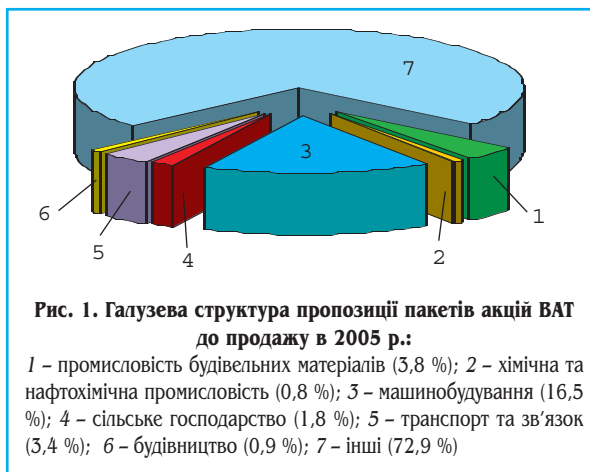 7
3
6
5
4
2
1
Рис. 1. Галузева структура пропозиції пакетів акцій ВАТ
до продажу в 2005 р.:
1 – промисловість будівельних матеріалів (3,8 %); 2 – хімічна та
нафтохімічна промисловість (0,8 %); 3 – машинобудування (16,5
%); 4 – сільське господарство (1,8 %); 5 – транспорт та зв’язок
(3,4 %); 6 – будівництво (0,9 %); 7 – інші (72,9 %)